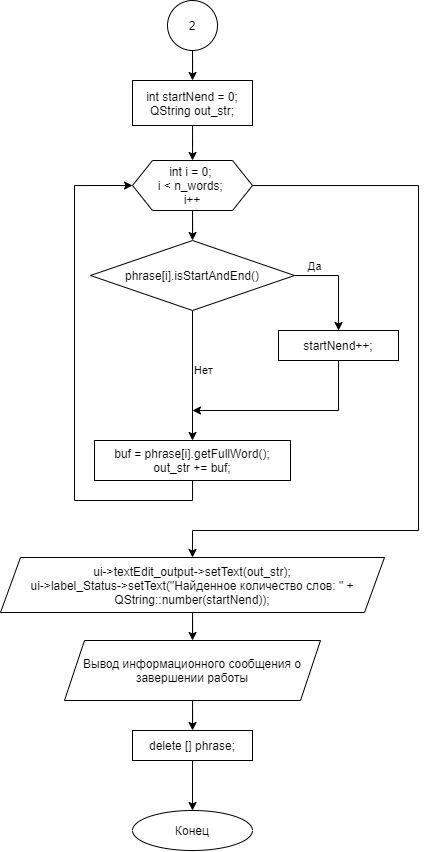 2
int startNend = 0;
QString out_str;
int i = 0;
i < n_words;
i++
phrase[i].isStartAndEnd()
Да
startNend++;
Нет
buf = phrase[i].getFullWord();
out_str += buf;
ui->textEdit_output->setText(out_str);
ui->label_Status->setText("Найденное количество слов: " +
QString::number(startNend));
Вывод информационного сообщения о
завершении работы
delete [] phrase;
Конец